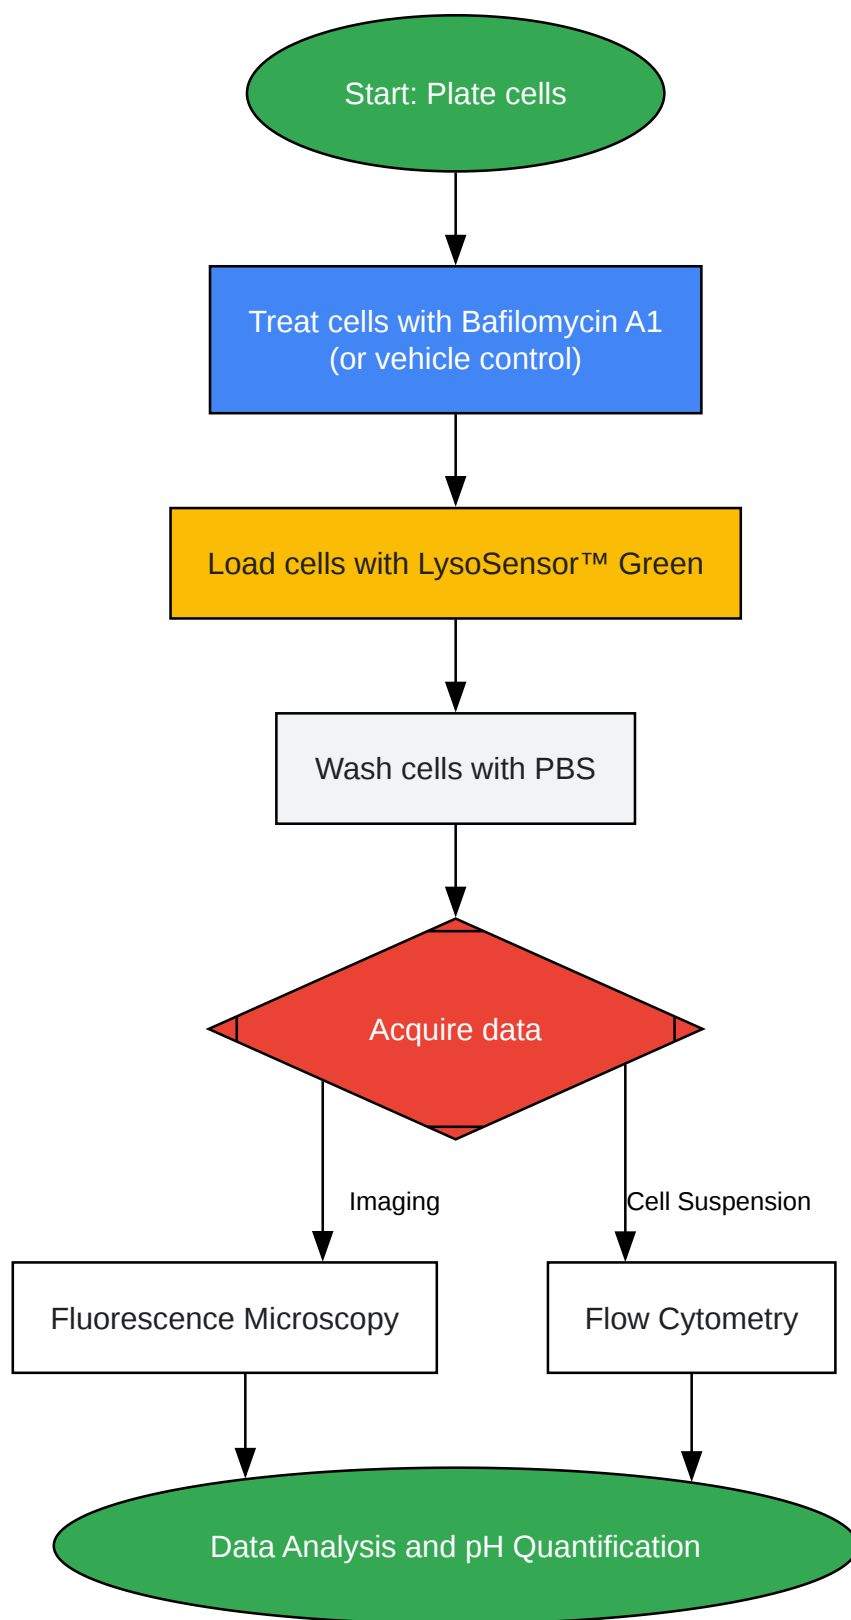 Start: Plate cells
Treat cells with Bafilomycin A1
(or vehicle control)
Load cells with LysoSensor™ Green
Wash cells with PBS
Acquire data
Imaging
Cell Suspension
Fluorescence Microscopy
Flow Cytometry
Data Analysis and pH Quantification